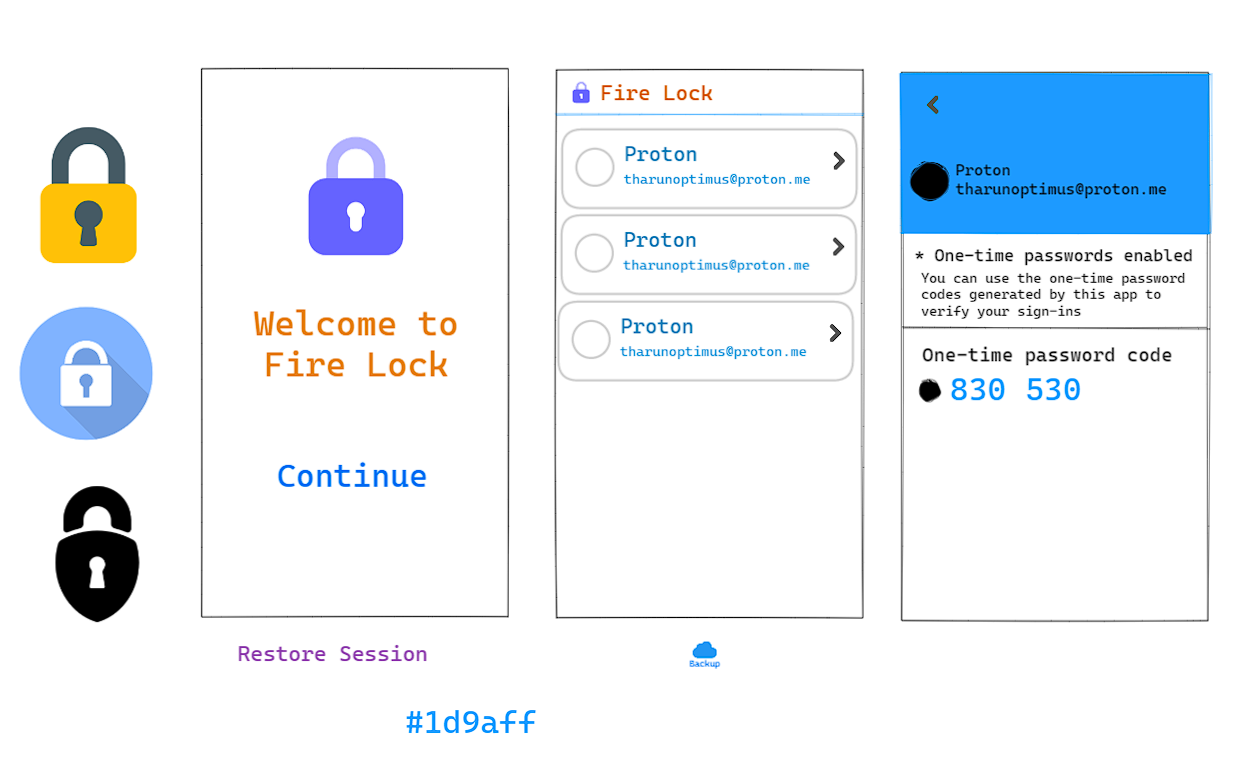 Welcome to
Fire Lock
Continue
Restore Session
Fire Lock
Proton
tharunoptimus@proton.me
Proton
tharunoptimus@proton.me
Proton
tharunoptimus@proton.me
Backup
Proton
tharunoptimus@proton.me
* One-time passwords enabled
You can use the one-time password
codes generated by this app to
verify your sign-ins
One-time password code
830 530
#1d9aff